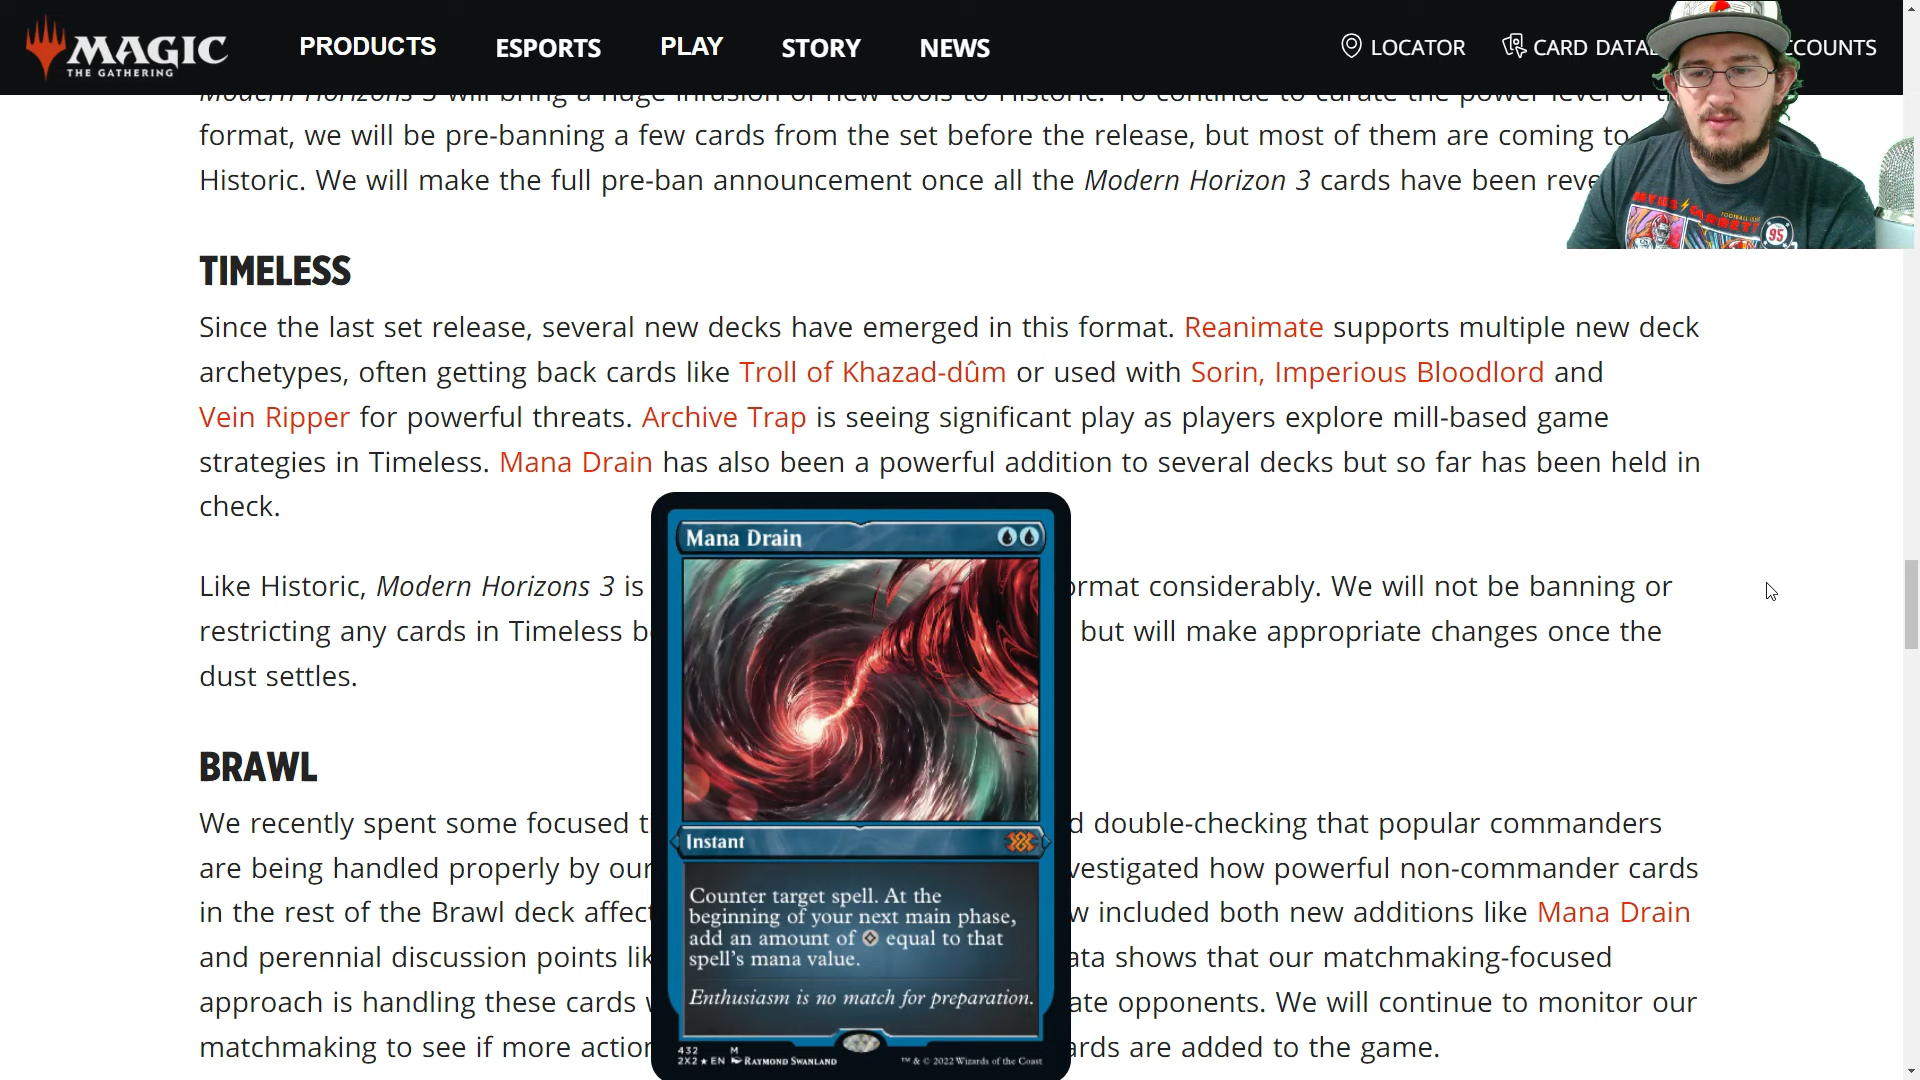 MAGIC
THE GATHERING
PRODUCTS ESPORTS PLAY STORY NEWS LOCATOR CARD CCOUNTS
format, we will be pre-banning a few cards from the set before the release, but most of them are coming to
Historic. We will make the full pre-ban announcement once all the Modern Horizon 3 cards have been
TIMELESS
Since the last set release, several new decks have emerged in this format. Reanimate supports multiple new deck
archetypes, often getting back cards like Troll of Khazad-dûm or used with Sorin, Imperious Bloodlord and
Vein Ripper for powerful threats. Archive Trap is seeing significant play as players explore mill-based game
strategies in Timeless. Mana Drain has also been a powerful addition to several decks but so far has been held in
check.
Like Historic, Modern Horizons 3 is ormat considerably. We will not be banning or
restricting any cards in Timeless but will make appropriate changes once the
dust settles.
BRAWL
We recently spent some focused double-checking that popular commanders
are being handled properly by our vestigated how powerful non-commander cards
in the rest of the Brawl deck affect included both new additions like Mana Drain
and perennial discussion points ata shows that our matchmaking-focused
approach is handling these cards ate opponents. We will continue to monitor our
matchmaking to see if more action ards are added to the game.
Mana Drain
Instant
Counter target spell. At the
beginning of your next main phase,
add an amount of equal to that
spell's mana value.
Enthusiasm is no match for preparation.
432 M
2X2 ★ EN Raymond Swanland ™ & © 2022 Wizards of the Coast
95